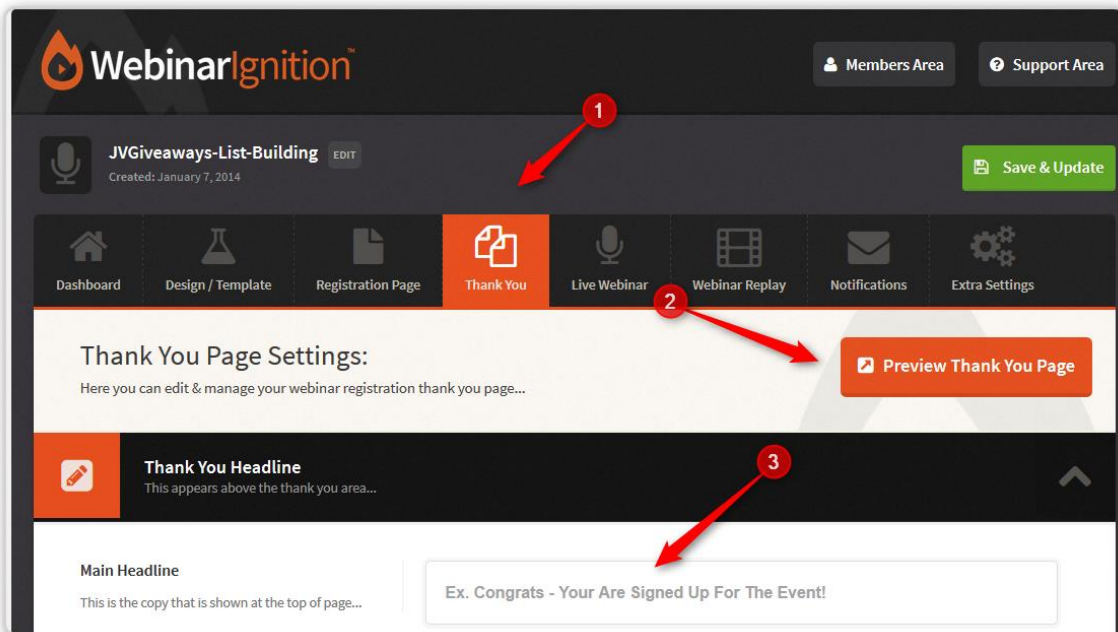 WebinarIgnition™
Members Area
Support Area
1
JVGiveaways-List-Building EDIT
Created: January 7, 2014
Save & Update
Dashboard
Design / Template
Registration Page
Thank You
Live Webinar
Webinar Replay
Notifications
Extra Settings
2
Thank You Page Settings:
Here you can edit & manage your webinar registration thank you page...
Preview Thank You Page
Thank You Headline
This appears above the thank you area...
3
Main Headline
This is the copy that is shown at the top of page...
Ex. Congrats - Your Are Signed Up For The Event!